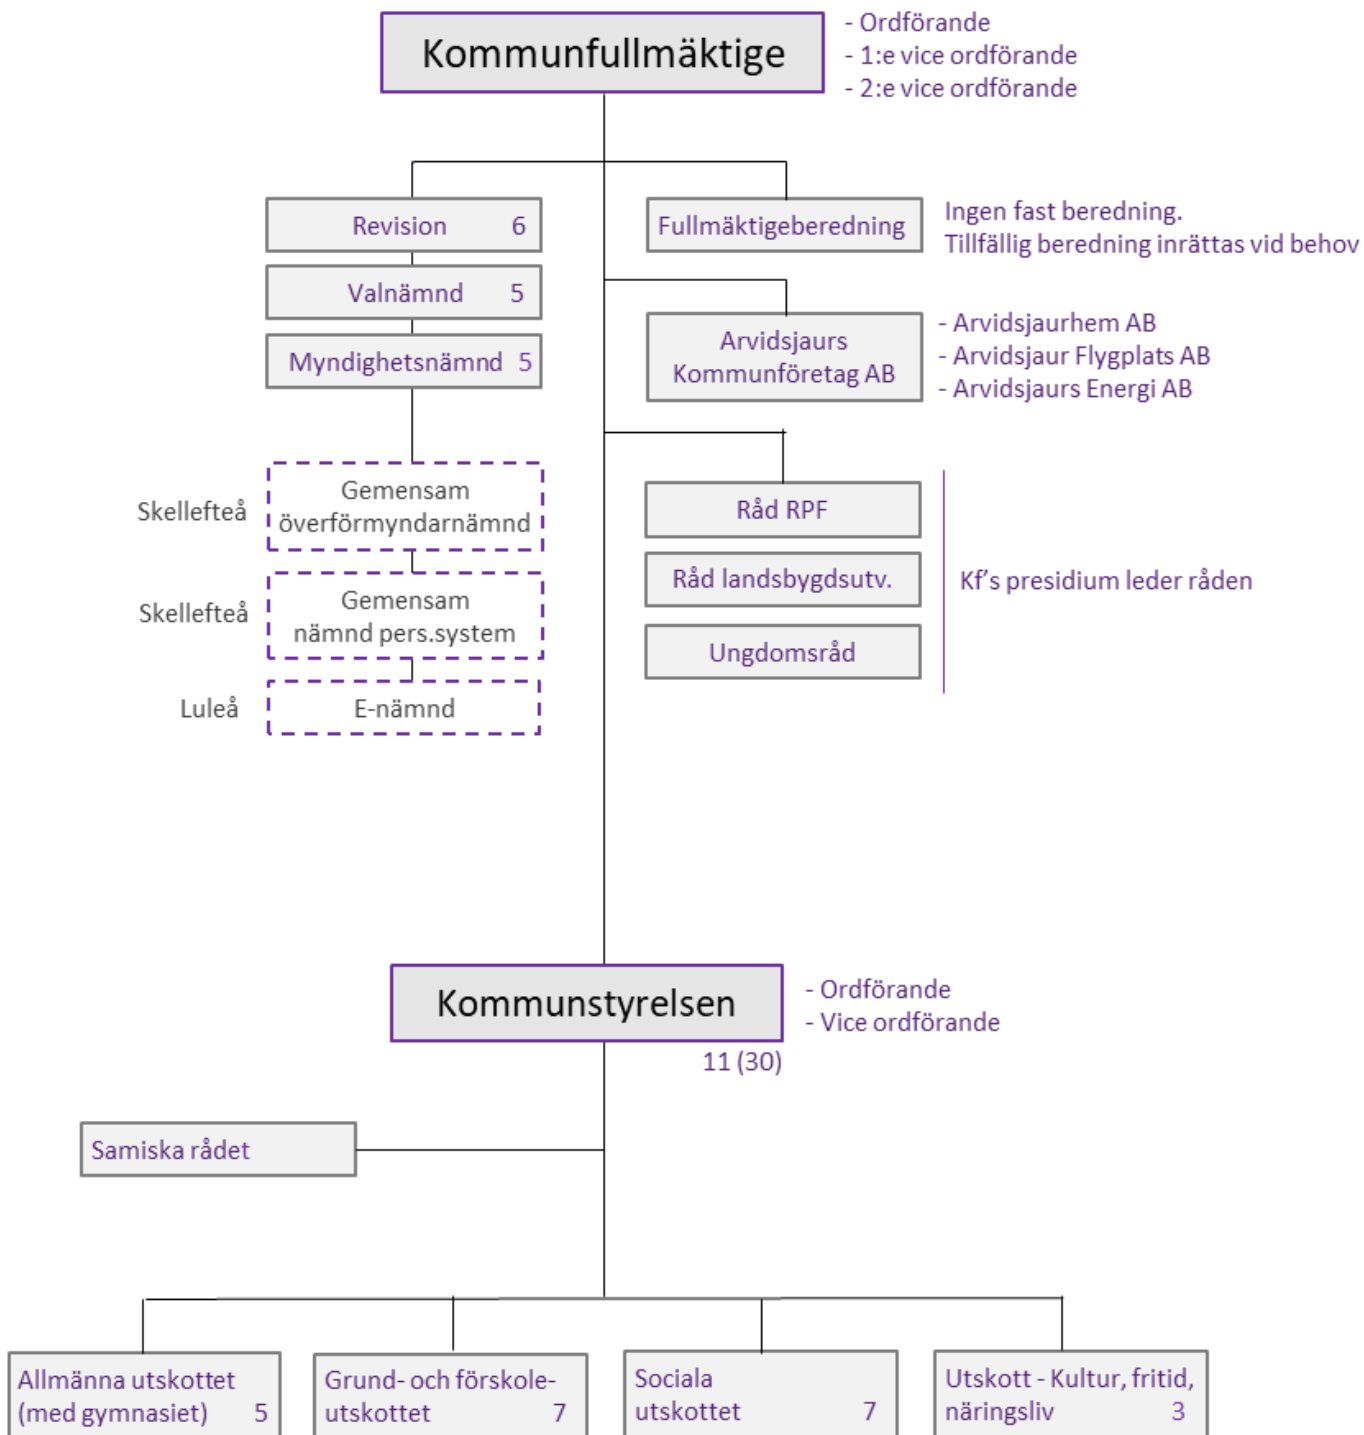 Kommunfullmäktige
- Ordförande
- 1:e vice ordförande
- 2:e vice ordförande
Revision 6
Valnämnd 5
Myndighetsnämnd 5
Skellefteå
Gemensam
överförmyndarnämnd
Skellefteå
Gemensam
nämnd pers.system
Luleå
E-nämnd
Fullmäktigeberedning
Ingen fast beredning.
Tillfällig beredning inrättas vid behov
Arvidsjaurs
Kommunföretag AB
- Arvidsjaurhem AB
- Arvidsjaur Flygplats AB
- Arvidsjaurs Energi AB
Råd RPF
Råd landsbygdsutv.
Ungdomsråd
Kf's presidium leder råden
Kommunstyrelsen
- Ordförande
- Vice ordförande
11 (30)
Samiska rådet
Allmänna utskottet
(med gymnasiet) 5
Grund- och förskole-
utskottet 7
Sociala
utskottet 7
Utskott - Kultur, fritid,
näringsliv 3